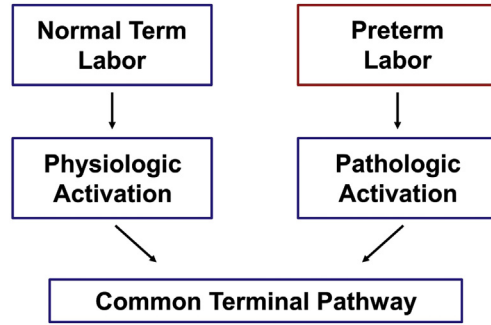 Normal Term
Labor
Preterm
Labor
Physiologic
Activation
Pathologic
Activation
Common Terminal Pathway